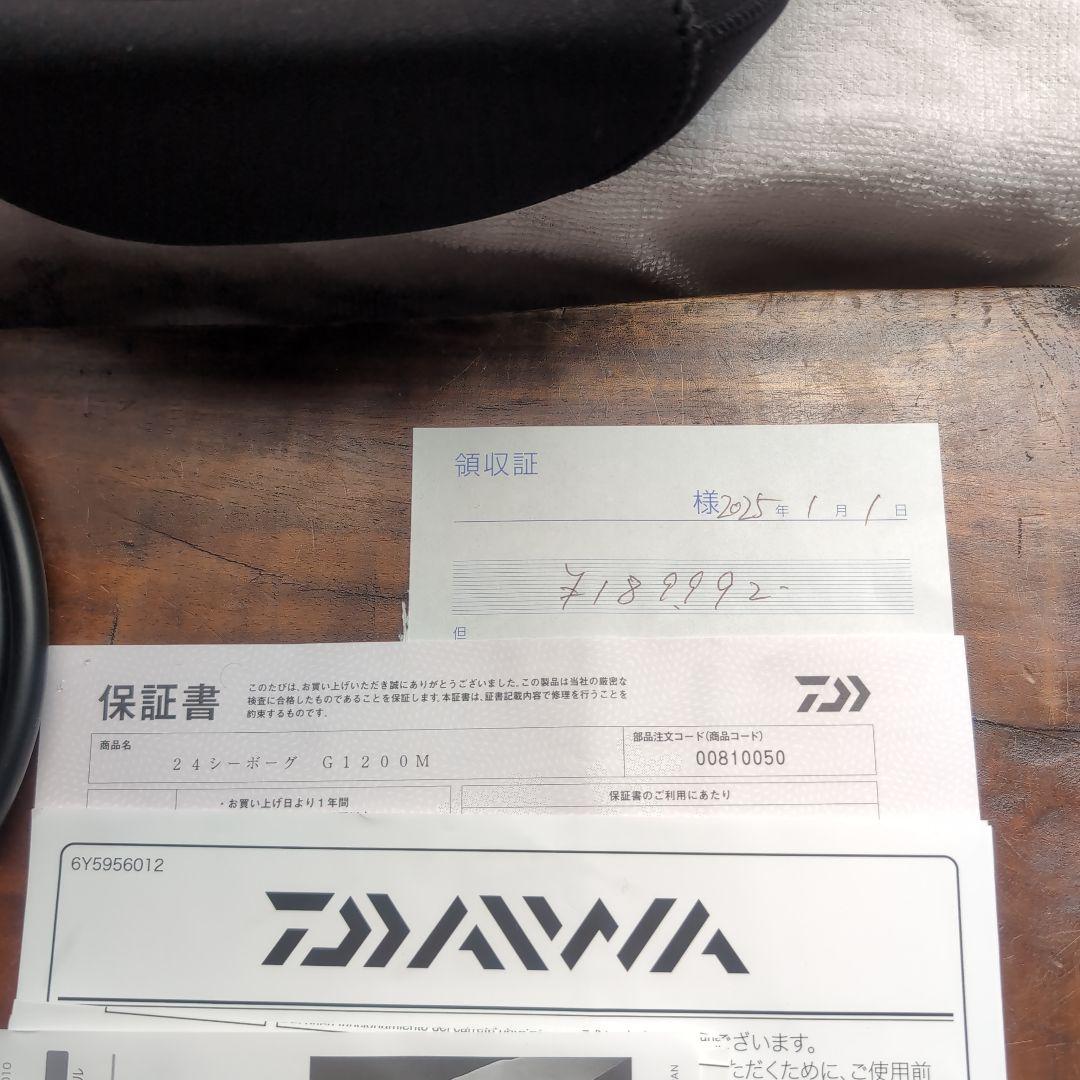 領収証
様 2025年 1月 1日
¥189,992-
但
保証書
このたびは、お買い上げいただき誠にありがとうございました。この製品は当社の厳密な
検査に合格したものであることを保証します。本証書は、証書記載内容で修理を行うことを
約束するものです。
商品名
24シーボーグ G1200M
部品注文コード(商品コード)
00810050
・お買い上げ日より1年間
保証書のご利用にあたり
6Y5956012
DAIWA
ございます。
ただくために、ご使用前